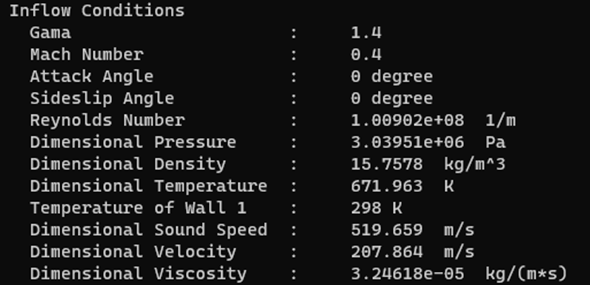 Inflow Conditions
Gama : 1.4
Mach Number : 0.4
Attack Angle : 0 degree
Sideslip Angle : 0 degree
Reynolds Number : 1.00902e+08 1/m
Dimensional Pressure : 3.03951e+06 Pa
Dimensional Density : 15.7578 kg/m^3
Dimensional Temperature : 671.963 K
Temperature of Wall 1 : 298 K
Dimensional Sound Speed : 519.659 m/s
Dimensional Velocity : 207.864 m/s
Dimensional Viscosity : 3.24618e-05 kg/(m*s)